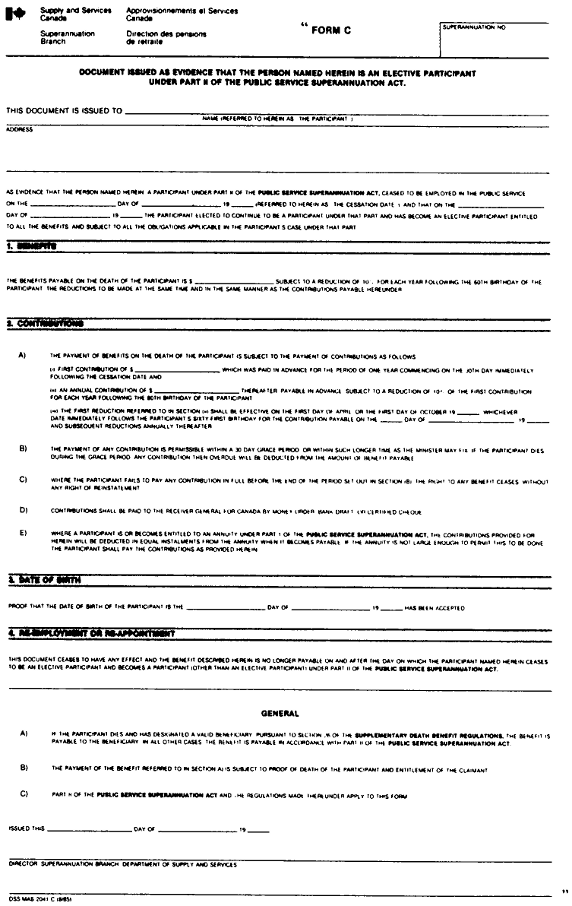 Supply and Services Canada
Approvisionnements et Services Canada
Superannuation Branch
Direction des pensions de retraite
“ FORM C
SUPERANNUATION NO
DOCUMENT ISSUED AS EVIDENCE THAT THE PERSON NAMED HEREIN IS AN ELECTIVE PARTICIPANT
UNDER PART II OF THE PUBLIC SERVICE SUPERANNUATION ACT.
THIS DOCUMENT IS ISSUED TO
NAME (REFERRED TO HEREIN AS THE PARTICIPANT )
ADDRESS
AS EVIDENCE THAT THE PERSON NAMED HEREIN A PARTICIPANT UNDER PART II OF THE PUBLIC SERVICE SUPERANNUATION ACT, CEASED TO BE EMPLOYED IN THE PUBLIC SERVICE
ON THE DAY OF 19 (REFERRED TO HEREIN AS THE CESSATION DATE ) AND THAT ON THE
DAY OF 19 THE PARTICIPANT ELECTED TO CONTINUE TO BE A PARTICIPANT UNDER THAT PART AND HAS BECOME AN ELECTIVE PARTICIPANT ENTITLED
TO ALL THE BENEFITS AND SUBJECT TO ALL THE OBLIGATIONS APPLICABLE IN THE PARTICIPANT S CASE UNDER THAT PART
1. BENEFITS
THE BENEFITS PAYABLE ON THE DEATH OF THE PARTICIPANT IS $ SUBJECT TO A REDUCTION OF 10% FOR EACH YEAR FOLLOWING THE 60TH BIRTHDAY OF THE
PARTICIPANT THE REDUCTIONS TO BE MADE AT THE SAME TIME AND IN THE SAME MANNER AS THE CONTRIBUTIONS PAYABLE HEREUNDER
2. CONTRIBUTIONS
A) THE PAYMENT OF BENEFITS ON THE DEATH OF THE PARTICIPANT IS SUBJECT TO THE PAYMENT OF CONTRIBUTIONS AS FOLLOWS
(i) FIRST CONTRIBUTION OF $ WHICH WAS PAID IN ADVANCE FOR THE PERIOD OF ONE YEAR COMMENCING ON THE 30TH DAY IMMEDIATELY
FOLLOWING THE CESSATION DATE AND
(ii) AN ANNUAL CONTRIBUTION OF $ THEREAFTER PAYABLE IN ADVANCE SUBJECT TO A REDUCTION OF 10% OF THE FIRST CONTRIBUTION
FOR EACH YEAR FOLLOWING THE 60TH BIRTHDAY OF THE PARTICIPANT
(iii) THE FIRST REDUCTION REFERRED TO IN SECTION (ii) SHALL BE EFFECTIVE ON THE FIRST DAY OF APRIL OR THE FIRST DAY OF OCTOBER 19 WHICHEVER
DATE IMMEDIATELY FOLLOWS THE PARTICIPANT S SIXTY FIRST BIRTHDAY FOR THE CONTRIBUTION PAYABLE ON THE DAY OF 19
AND SUBSEQUENT REDUCTIONS ANNUALLY THEREAFTER
B) THE PAYMENT OF ANY CONTRIBUTION IS PERMISSIBLE WITHIN A 30 DAY GRACE PERIOD OR WITHIN SUCH LONGER TIME AS THE MINISTER MAY FIX IF THE PARTICIPANT DIES
DURING THE GRACE PERIOD ANY CONTRIBUTION THEN OVERDUE WILL BE DEDUCTED FROM THE AMOUNT OF BENEFIT PAYABLE
C) WHERE THE PARTICIPANT FAILS TO PAY ANY CONTRIBUTION IN FULL BEFORE THE END OF THE PERIOD SET OUT IN SECTION (B) THE RIGHT TO ANY BENEFIT CEASES WITHOUT
ANY RIGHT OF REINSTATEMENT
D) CONTRIBUTIONS SHALL BE PAID TO THE RECEIVER GENERAL FOR CANADA BY MONEY ORDER BANK DRAFT CERTIFIED CHEQUE
E) WHERE A PARTICIPANT IS OR BECOMES ENTITLED TO AN ANNUITY UNDER PART I OF THE PUBLIC SERVICE SUPERANNUATION ACT, THE CONTRIBUTIONS PROVIDED FOR
HEREIN WILL BE DEDUCTED IN EQUAL INSTALMENTS FROM THE ANNUITY WHEN IT BECOMES PAYABLE IF THE ANNUITY IS NOT LARGE ENOUGH TO PERMIT THIS TO BE DONE
THE PARTICIPANT SHALL PAY THE CONTRIBUTIONS AS PROVIDED HEREIN
3. DATE OF BIRTH
PROOF THAT THE DATE OF BIRTH OF THE PARTICIPANT IS THE DAY OF 19 HAS BEEN ACCEPTED
4. RE-EMPLOYMENT OR RE-APPOINTMENT
THIS DOCUMENT CEASES TO HAVE ANY EFFECT AND THE BENEFIT DESCRIBED HEREIN IS NO LONGER PAYABLE ON AND AFTER THE DAY ON WHICH THE PARTICIPANT NAMED HEREIN CEASES
TO BE AN ELECTIVE PARTICIPANT AND BECOMES A PARTICIPANT (OTHER THAN AN ELECTIVE PARTICIPANT) UNDER PART II OF THE PUBLIC SERVICE SUPERANNUATION ACT.
GENERAL
A) IF THE PARTICIPANT DIES AND HAS DESIGNATED A VALID BENEFICIARY PURSUANT TO SECTION OF THE SUPPLEMENTARY DEATH BENEFIT REGULATIONS, THE BENEFIT IS
PAYABLE TO THE BENEFICIARY IN ALL OTHER CASES THE BENEFIT IS PAYABLE IN ACCORDANCE WITH PART II OF THE PUBLIC SERVICE SUPERANNUATION ACT
B) THE PAYMENT OF THE BENEFIT REFERRED TO IN SECTION A) IS SUBJECT TO PROOF OF DEATH OF THE PARTICIPANT AND ENTITLEMENT OF THE CLAIMANT
C) PART II OF THE PUBLIC SERVICE SUPERANNUATION ACT AND THE REGULATIONS MADE THEREUNDER APPLY TO THIS FORM
ISSUED THIS DAY OF 19
DIRECTOR SUPERANNUATION BRANCH DEPARTMENT OF SUPPLY AND SERVICES
DSS MAS 2041 C (8/85)
”